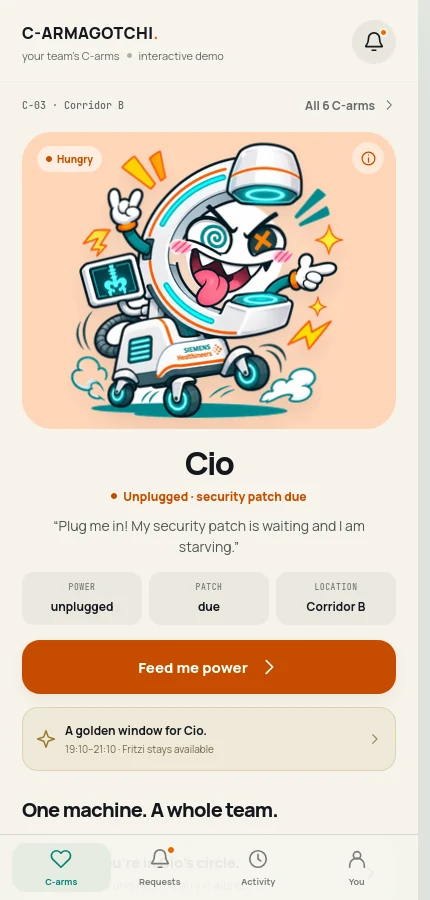 C-ARMAGOTCHI.
your team's C-arms • interactive demo
C-03 · Corridor B
All 6 C-arms
Hungry
SIEMENS
Healthineers
Cio
Unplugged · security patch due
“Plug me in! My security patch is waiting and I am
starving.”
POWER
unplugged
PATCH
due
LOCATION
Corridor B
Feed me power
A golden window for Cio.
19:10–21:10 · Fritzi stays available
One machine. A whole team.
C-arms
Requests
Activity
You